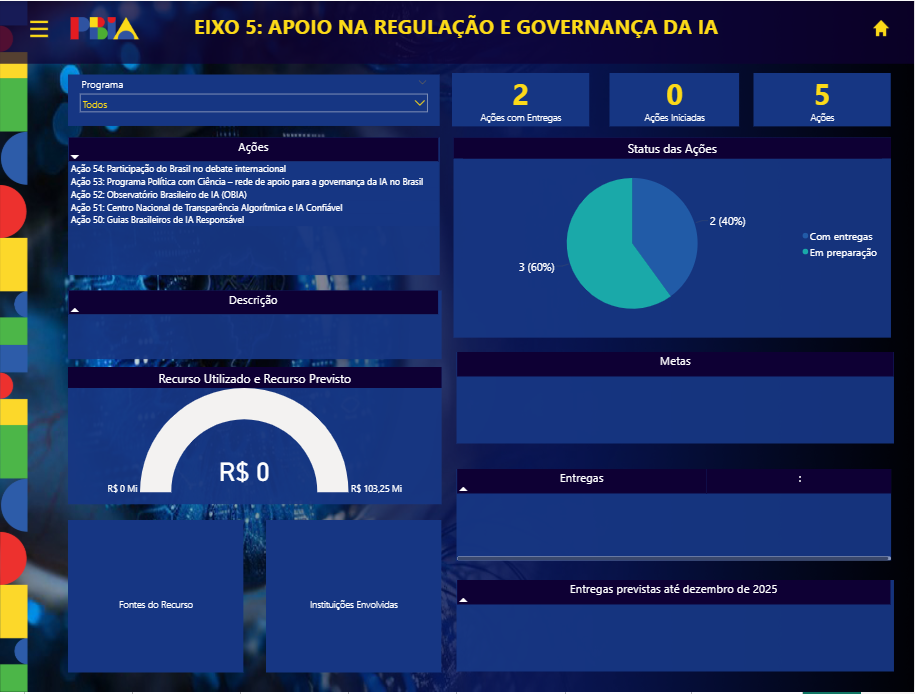 PBIA
EIXO 5: APOIO NA REGULAÇÃO E GOVERNANÇA DA IA
Programa
Todos
2
Ações com Entregas
0
Ações Iniciadas
5
Ações
Ações
Ação 54: Participação do Brasil no debate internacional
Ação 53: Programa Política com Ciência – rede de apoio para a governança da IA no Brasil
Ação 52: Observatório Brasileiro de IA (OBIA)
Ação 51: Centro Nacional de Transparência Algorítmica e IA Confiável
Ação 50: Guias Brasileiros de IA Responsável
Status das Ações
2 (40%)
3 (60%)
Com entregas
Em preparação
Descrição
Recurso Utilizado e Recurso Previsto
R$ 0
R$ 0 Mi
R$ 103,25 Mi
Metas
Entregas :
Fontes do Recurso
Instituições Envolvidas
Entregas previstas até dezembro de 2025